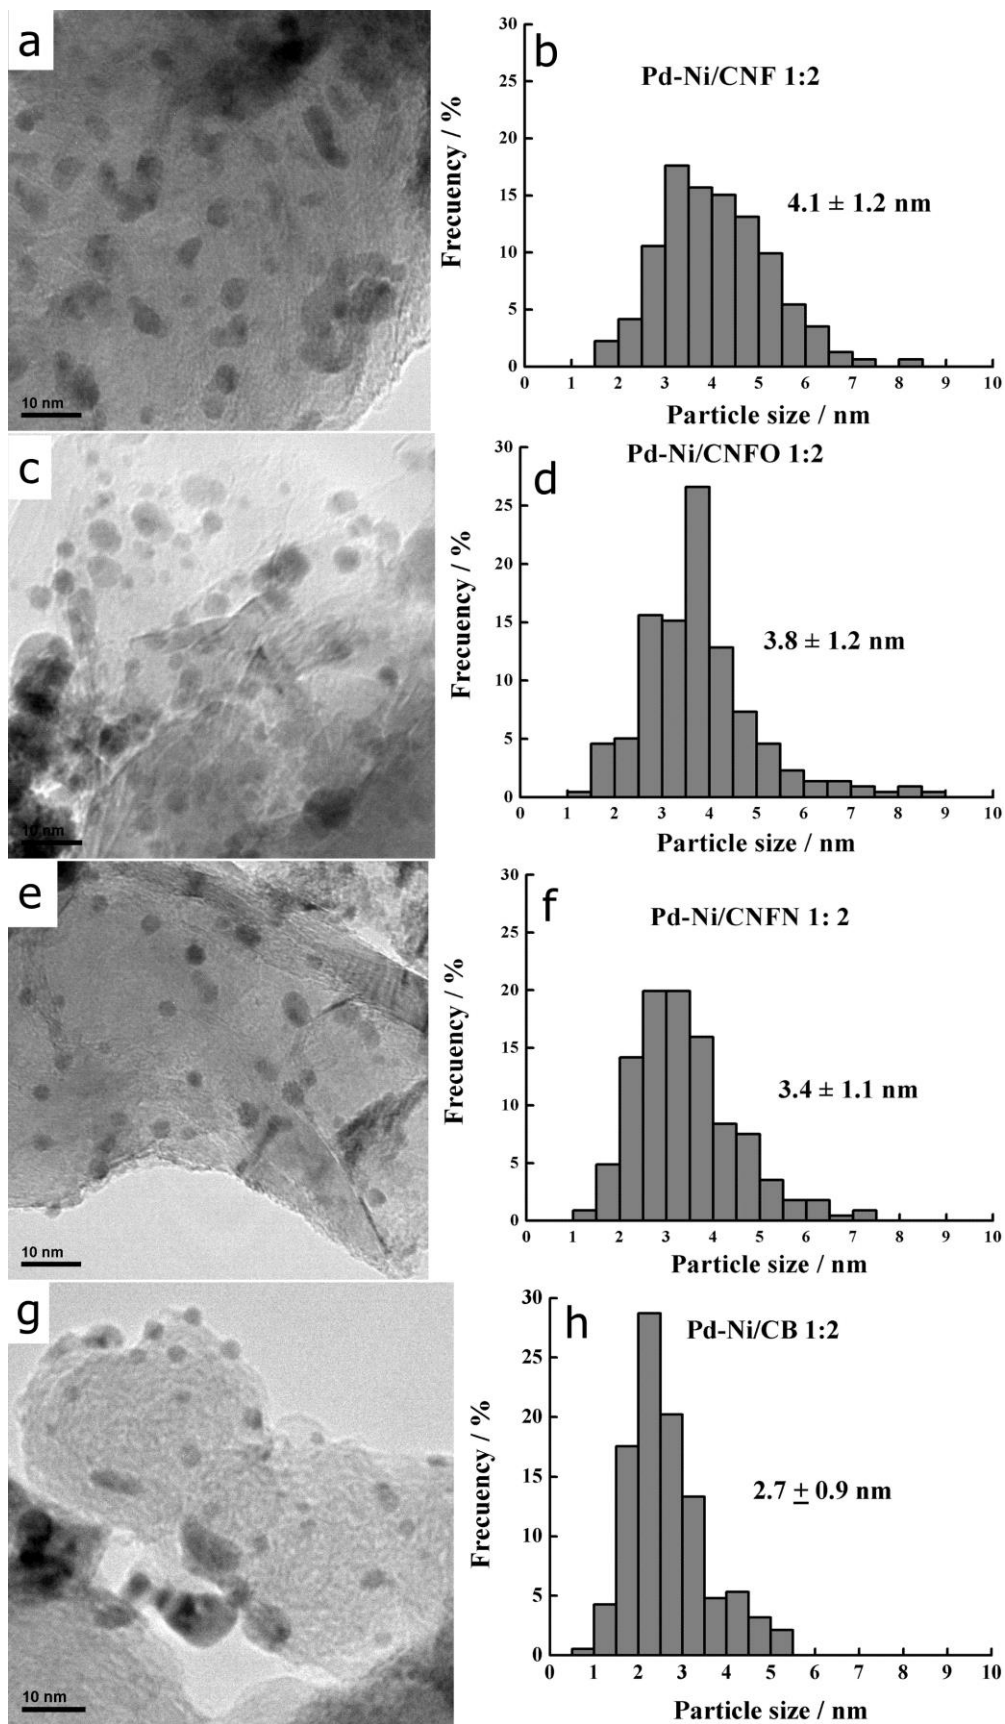 a
10 nm
b
Pd-Ni/CNF 1:2
4.1 ± 1.2 nm
Frecuency / %
30
25
20
15
10
5
0
0 1 2 3 4 5 6 7 8 9 10
Particle size / nm
c
10 nm
d
Pd-Ni/CNFO 1:2
3.8 ± 1.2 nm
Frecuency / %
30
25
20
15
10
5
0
0 1 2 3 4 5 6 7 8 9 10
Particle size / nm
e
10 nm
f
Pd-Ni/CNFN 1: 2
3.4 ± 1.1 nm
Frecuency / %
30
25
20
15
10
5
0
0 1 2 3 4 5 6 7 8 9 10
Particle size / nm
g
10 nm
h
Pd-Ni/CB 1:2
2.7 ± 0.9 nm
Frecuency / %
30
25
20
15
10
5
0
0 1 2 3 4 5 6 7 8 9 10
Particle size / nm